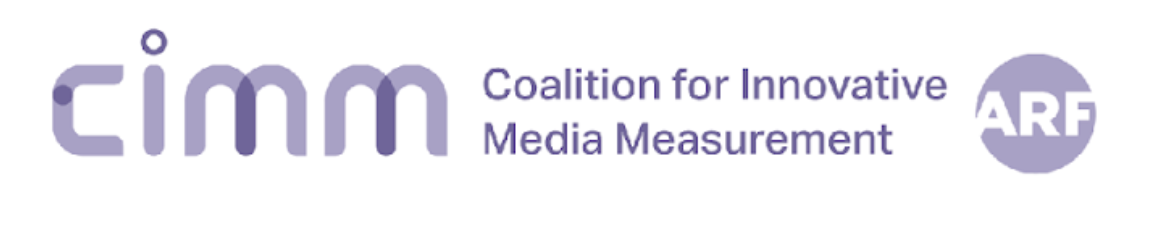 cimm
Coalition for Innovative
Media Measurement
ARF